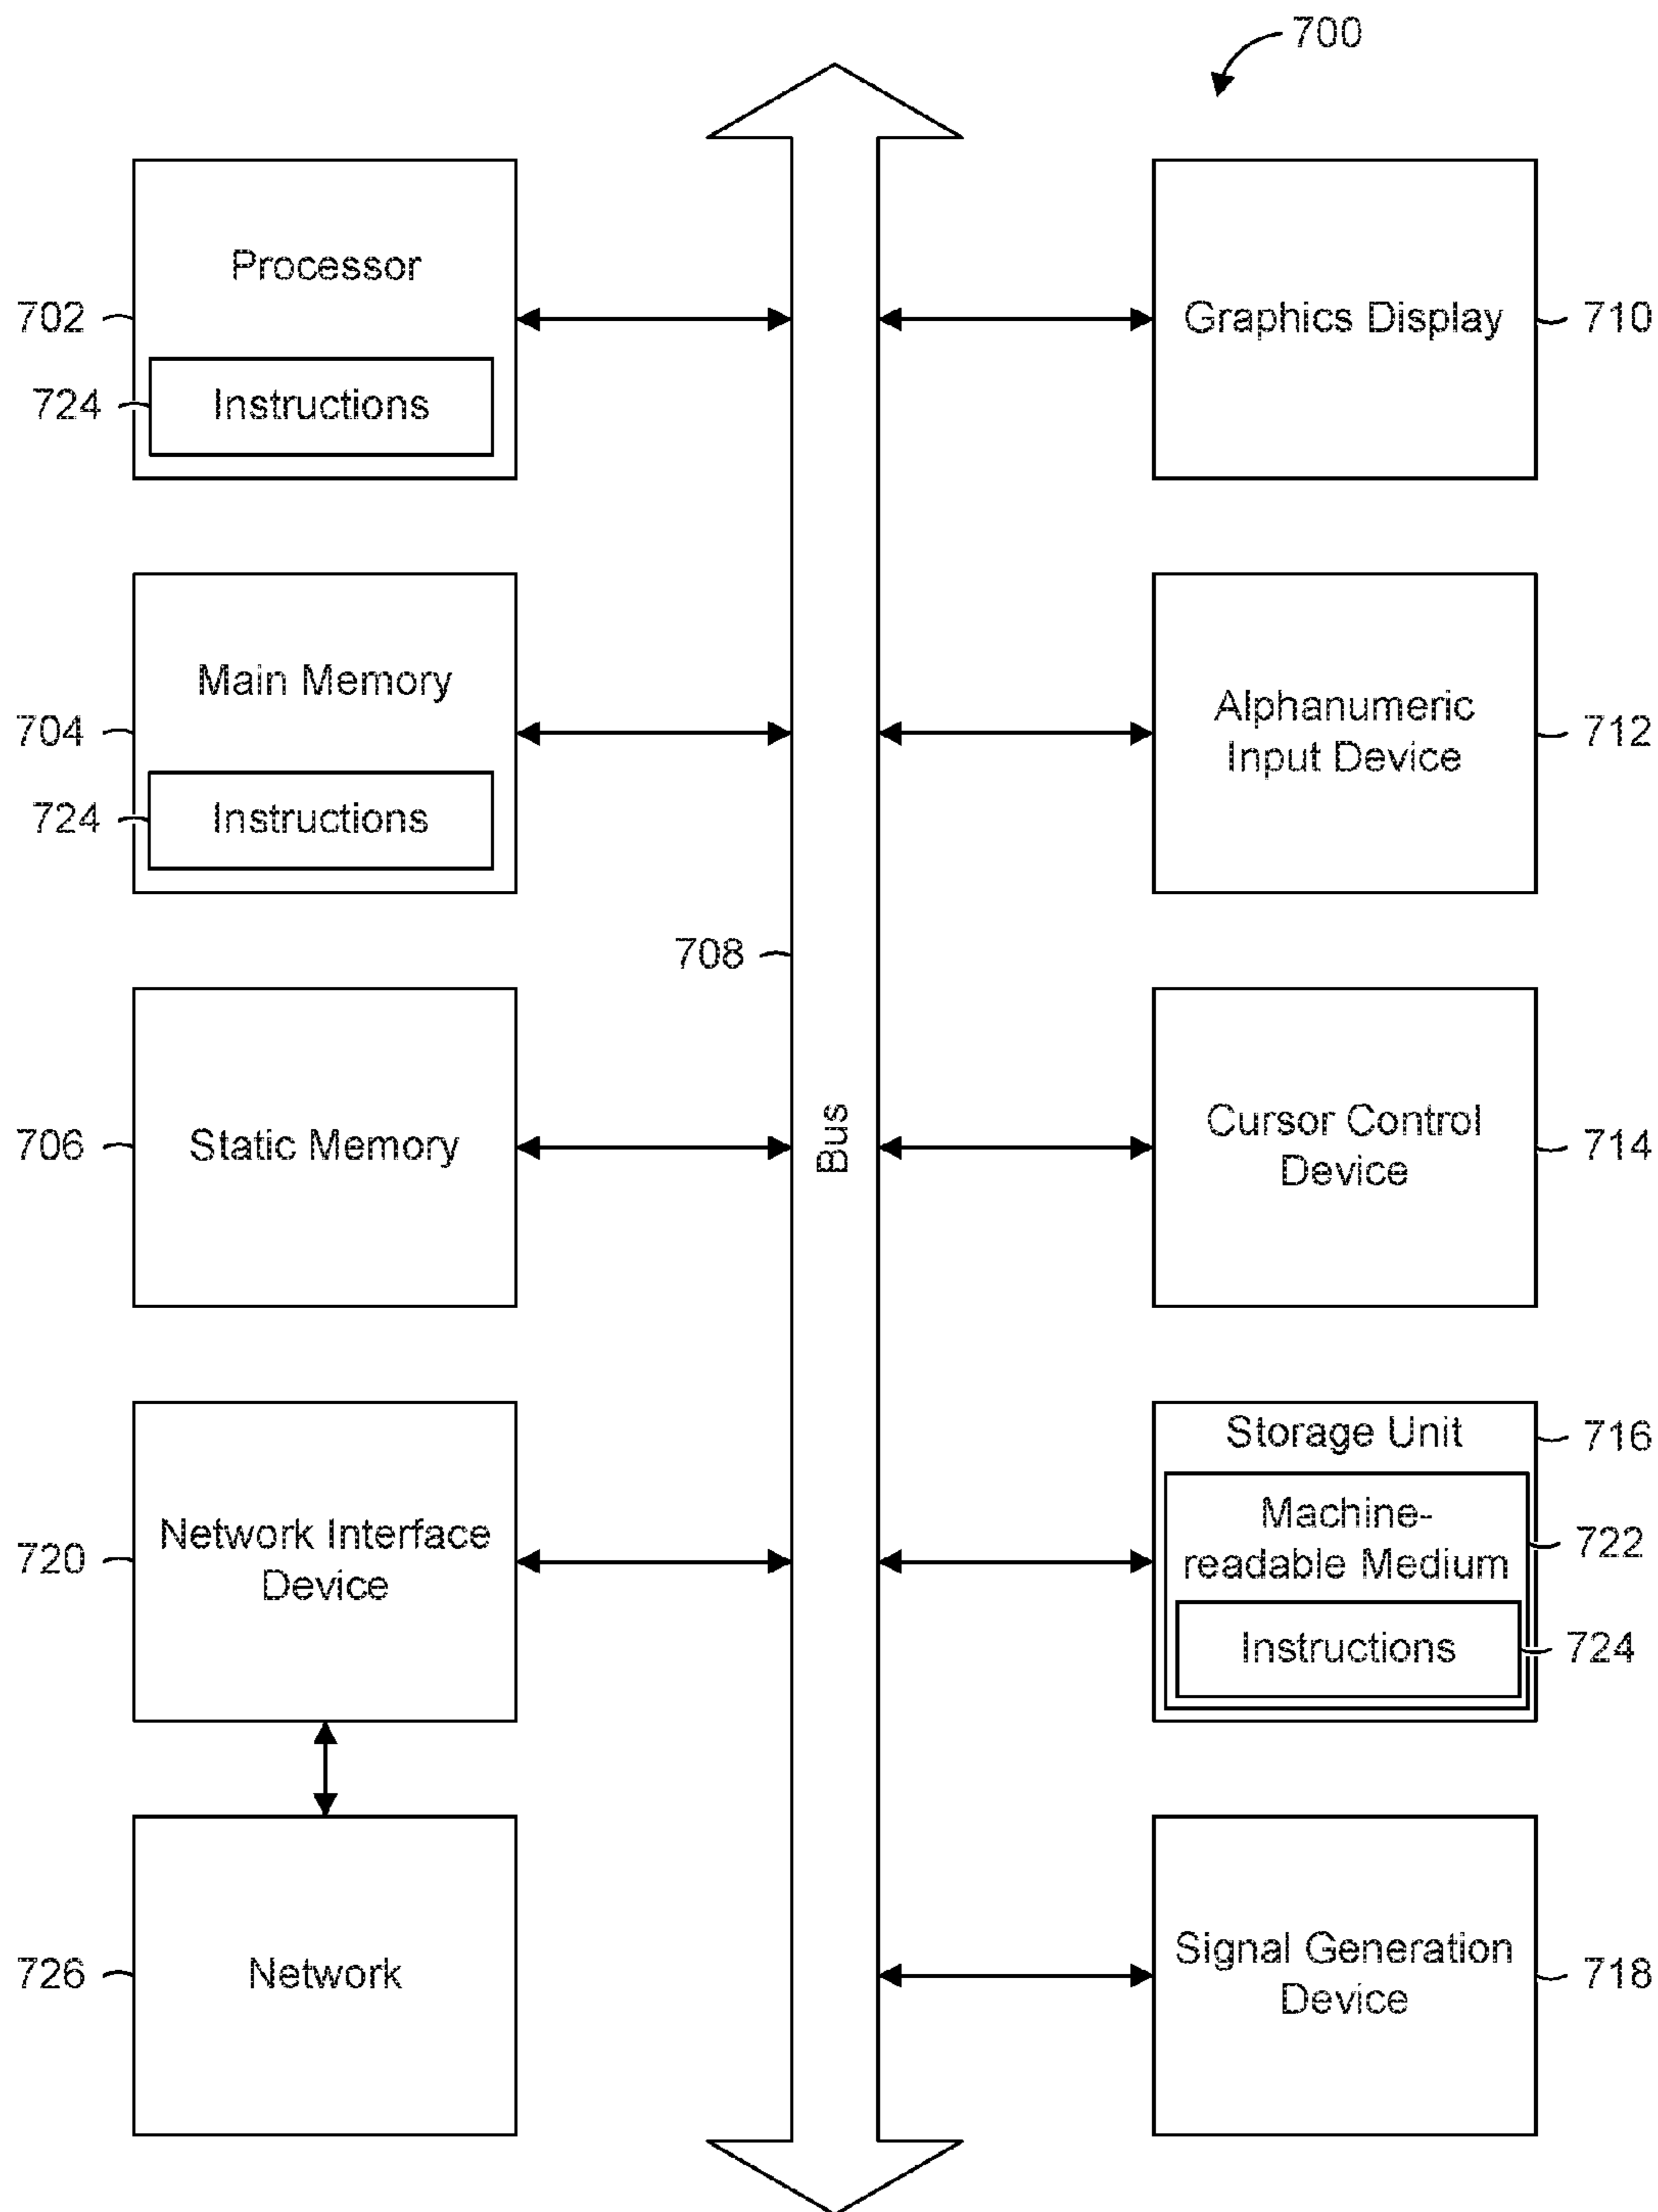 700
Processor
702
724
Instructions
Graphics Display
710
Main Memory
704
724
Instructions
Alphanumeric
Input Device
712
708
Bus
706
Static Memory
Cursor Control
Device
714
720
Network Interface
Device
Storage Unit
716
Machine-
readable Medium
722
Instructions
724
726
Network
Signal Generation
Device
718